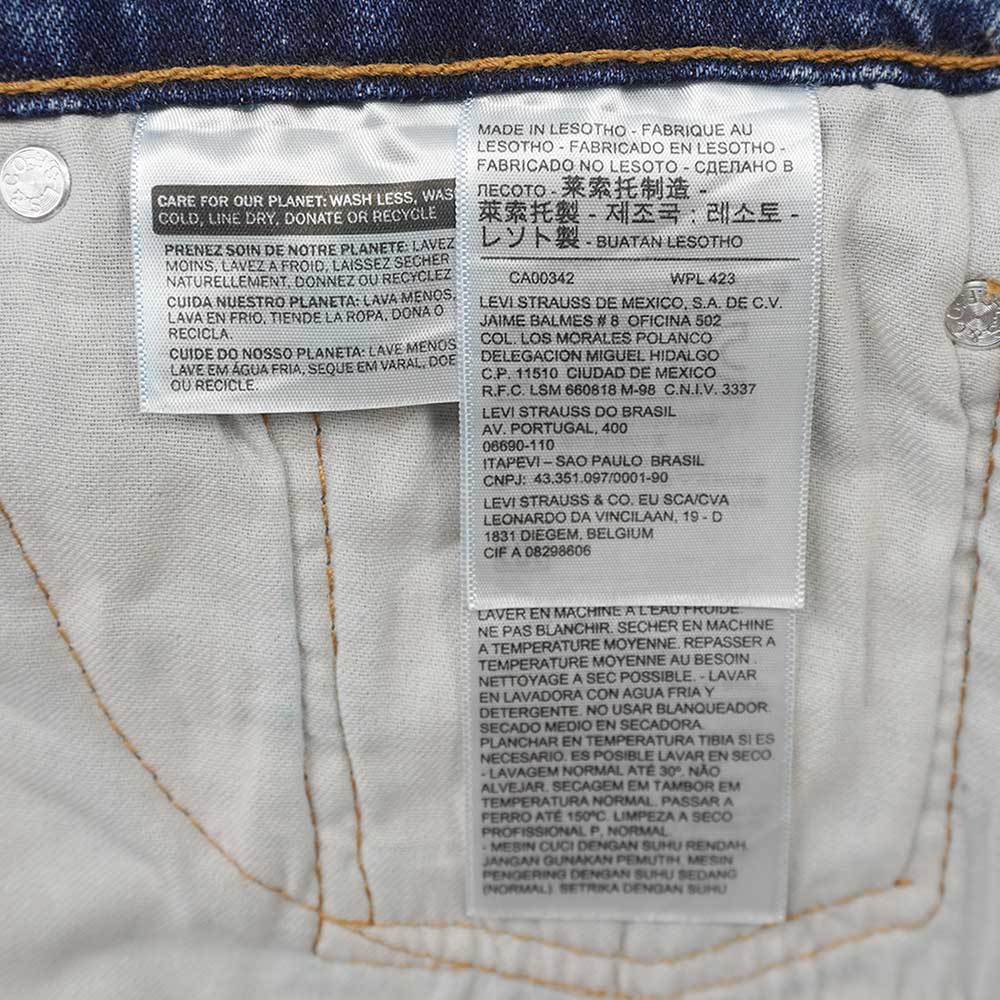 CARE FOR OUR PLANET: WASH LESS, WAS
COLD, LINE DRY, DONATE OR RECYCLE
PRENEZ SOIN DE NOTRE PLANETE: LAVEZ
MOINS, LAVEZ A FROID, LAISSEZ SECHER
NATURELLEMENT, DONNEZ OU RECYCLEZ
CUIDA NUESTRO PLANETA: LAVA MENOS,
LAVA EN FRIO, TIENDE LA ROPA, DONA O
RECICLA.
CUIDE DO NOSSO PLANETA: LAVE MENOS
LAVE EM ÁGUA FRIA, SEQUE EM VARAL, DOE
OU RECICLE.
MADE IN LESOTHO - FABRIQUE AU
LESOTHO - FABRICADO EN LESOTHO -
FABRICADO NO LESOTO - СДЕЛАНО В
ЛЕСОТО - 莱索托制造 -
萊索托製 - 제조국 : 레소토 -
レソト製 - BUATAN LESOTHO
CA00342 WPL 423
LEVI STRAUSS DE MEXICO, S.A. DE C.V.
JAIME BALMES # 8 OFICINA 502
COL. LOS MORALES POLANCO
DELEGACION MIGUEL HIDALGO
C.P. 11510 CIUDAD DE MEXICO
R.F.C. LSM 660818 M-98 C.N.I.V. 3337
LEVI STRAUSS DO BRASIL
AV. PORTUGAL, 400
06690-110
ITAPEVI – SAO PAULO BRASIL
CNPJ: 43.351.097/0001-90
LEVI STRAUSS & CO. EU SCA/CVA
LEONARDO DA VINCILAAN, 19 - D
1831 DIEGEM, BELGIUM
CIF A 08298606
LAVER EN MACHINE A L'EAU FROIDE.
NE PAS BLANCHIR. SECHER EN MACHINE
A TEMPERATURE MOYENNE. REPASSER A
TEMPERATURE MOYENNE AU BESOIN .
NETTOYAGE A SEC POSSIBLE. - LAVAR
EN LAVADORA CON AGUA FRIA Y
DETERGENTE. NO USAR BLANQUEADOR.
SECADO MEDIO EN SECADORA.
PLANCHAR EN TEMPERATURA TIBIA SI ES
NECESARIO. ES POSIBLE LAVAR EN SECO.
- LAVAGEM NORMAL ATÉ 30º. NÃO
ALVEJAR. SECAGEM EM TAMBOR EM
TEMPERATURA NORMAL. PASSAR A
FERRO ATÉ 150ºC. LIMPEZA A SECO
PROFISSIONAL P, NORMAL.
- MESIN CUCI DENGAN SUHU RENDAH.
JANGAN GUNAKAN PEMUTIH. MESIN
PENGERING DENGAN SUHU SEDANG
(NORMAL). SETRIKA DENGAN SUHU